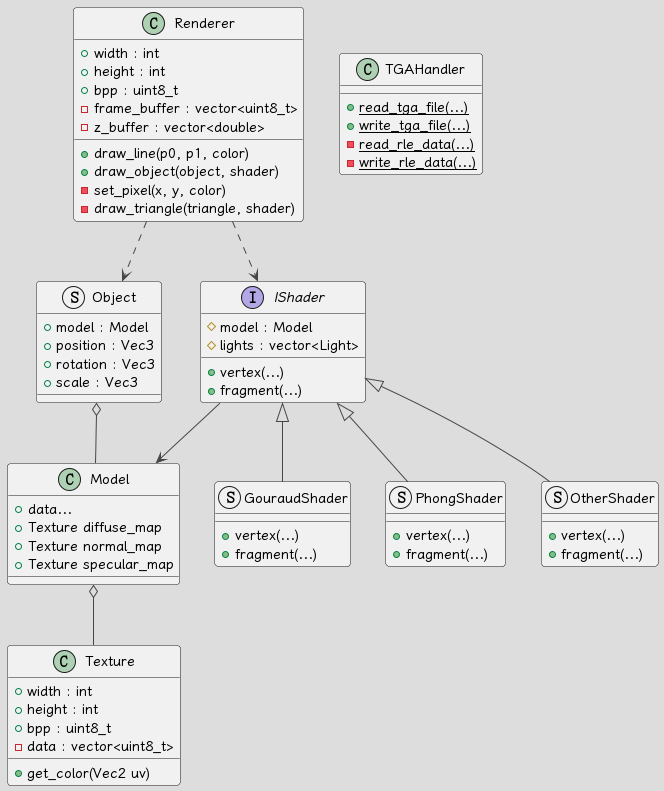 C Renderer
width : int
height : int
bpp : uint8_t
frame_buffer : vector<uint8_t>
z_buffer : vector<double>
draw_line(p0, p1, color)
draw_object(object, shader)
set_pixel(x, y, color)
draw_triangle(triangle, shader)
C TGAHandler
read_tga_file(...)
write_tga_file(...)
read_rle_data(...)
write_rle_data(...)
S Object
model : Model
position : Vec3
rotation : Vec3
scale : Vec3
I IShader
model : Model
lights : vector<Light>
vertex(...)
fragment(...)
C Model
data...
Texture diffuse_map
Texture normal_map
Texture specular_map
S GouraudShader
vertex(...)
fragment(...)
S PhongShader
vertex(...)
fragment(...)
S OtherShader
vertex(...)
fragment(...)
C Texture
width : int
height : int
bpp : uint8_t
data : vector<uint8_t>
get_color(Vec2 uv)